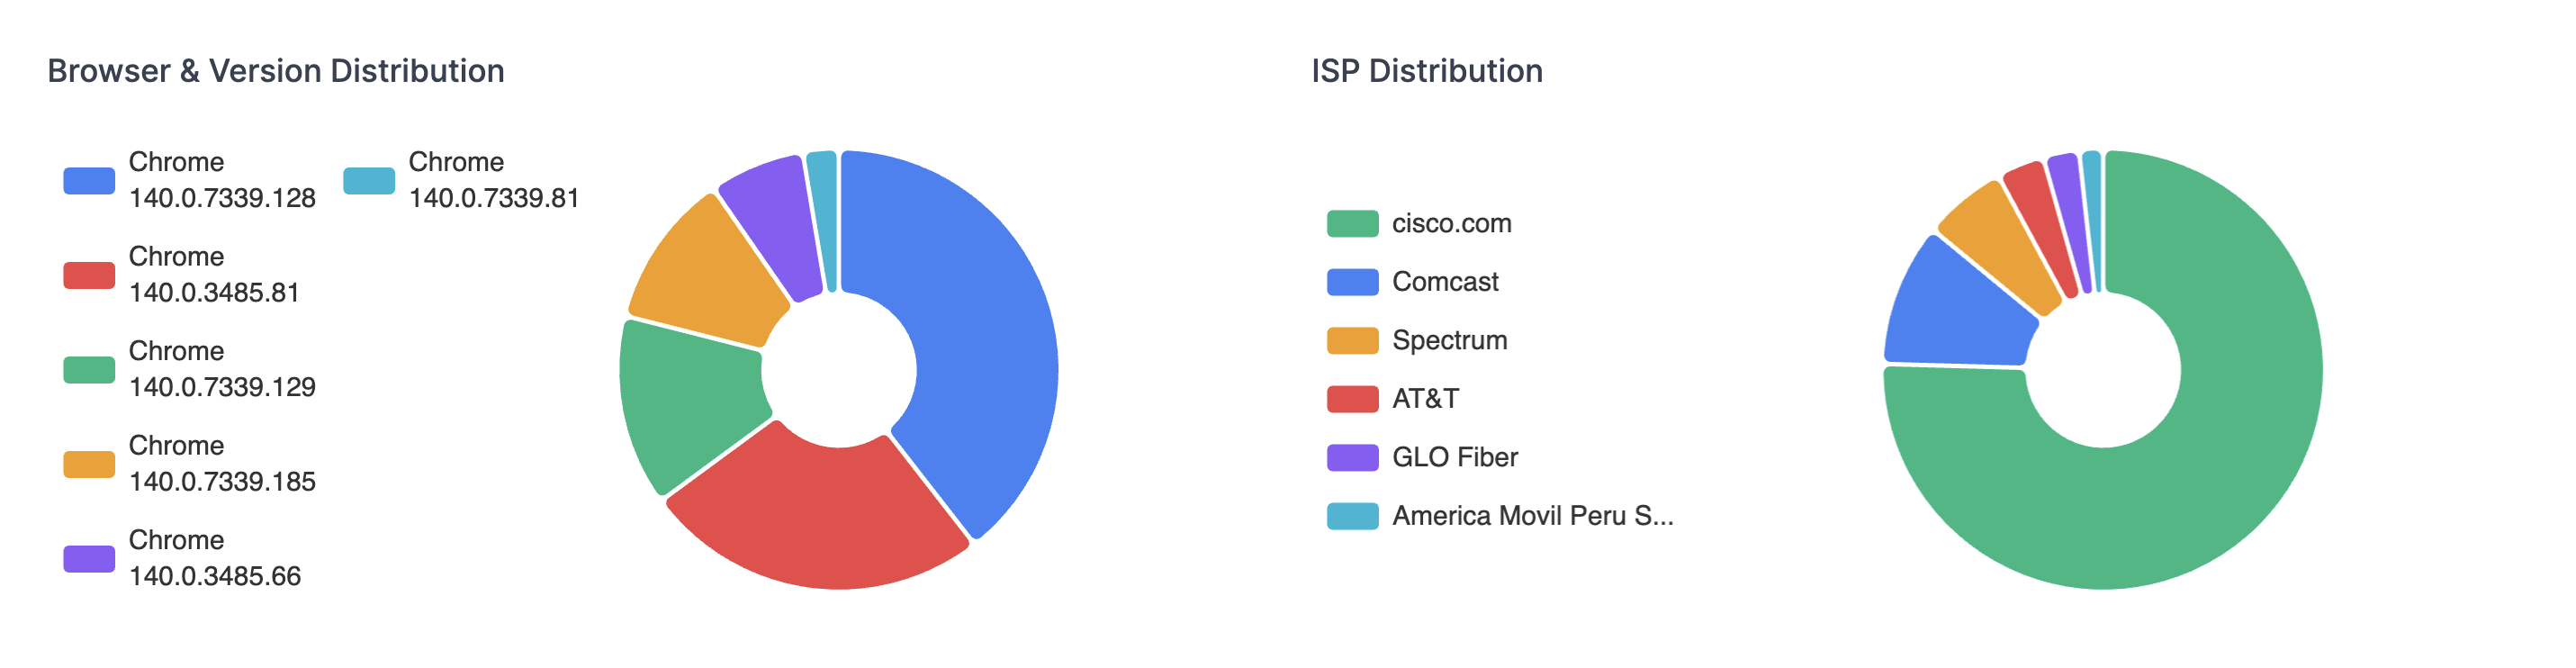 Browser & Version Distribution
Chrome
140.0.7339.128
Chrome
140.0.3485.81
Chrome
140.0.7339.129
Chrome
140.0.7339.185
Chrome
140.0.3485.66
Chrome
140.0.7339.81
ISP Distribution
cisco.com
Comcast
Spectrum
AT&T
GLO Fiber
America Movil Peru S...